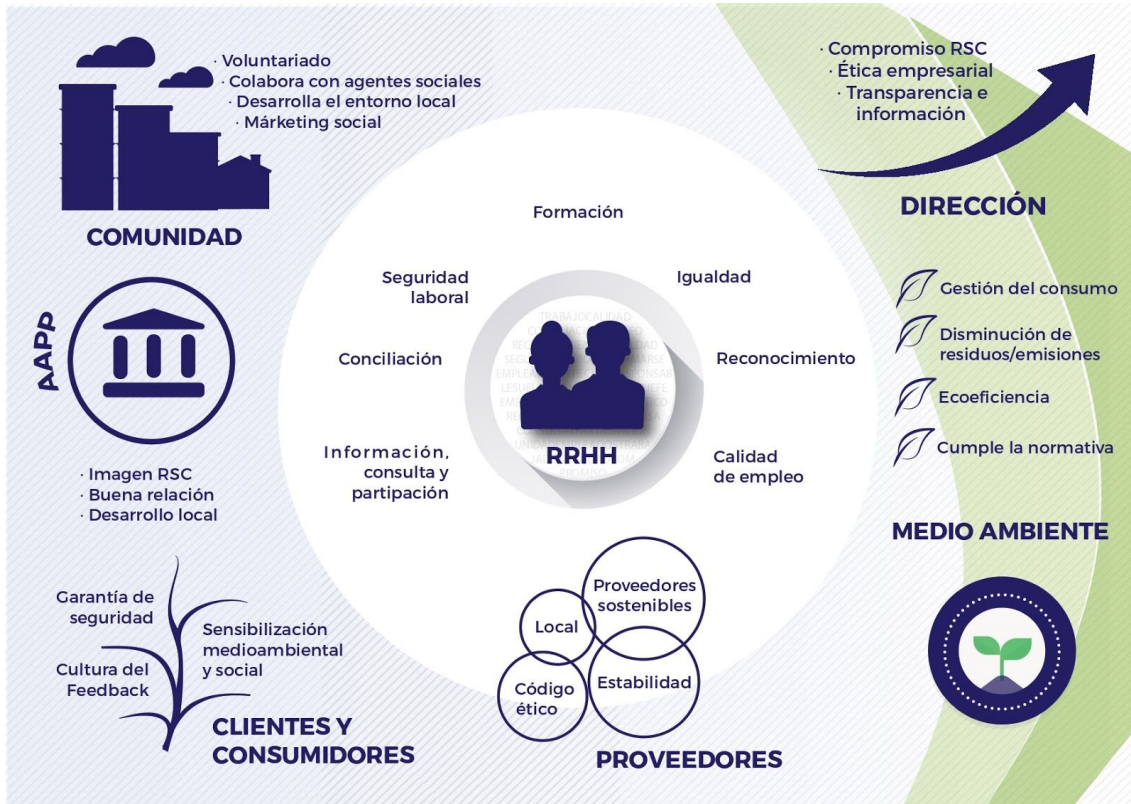 · Voluntariado
· Colabora con agentes sociales
· Desarrolla el entorno local
· Márketing social
COMUNIDAD
· Compromiso RSC
· Ética empresarial
· Transparencia e
información
DIRECCIÓN
AAPP
· Imagen RSC
· Buena relación
· Desarrollo local
Formación
Seguridad
laboral
Igualdad
Conciliación
Reconocimiento
Información,
consulta y
partipación
Calidad
de empleo
TRABAJOCALIDAD
RRHH
Gestión del consumo
Disminución de
residuos/emisiones
Ecoeficiencia
Cumple la normativa
MEDIO AMBIENTE
Garantía de
seguridad
Sensibilización
medioambiental
y social
Cultura del
Feedback
CLIENTES Y
CONSUMIDORES
Proveedores
sostenibles
Local
Estabilidad
Código
ético
PROVEEDORES